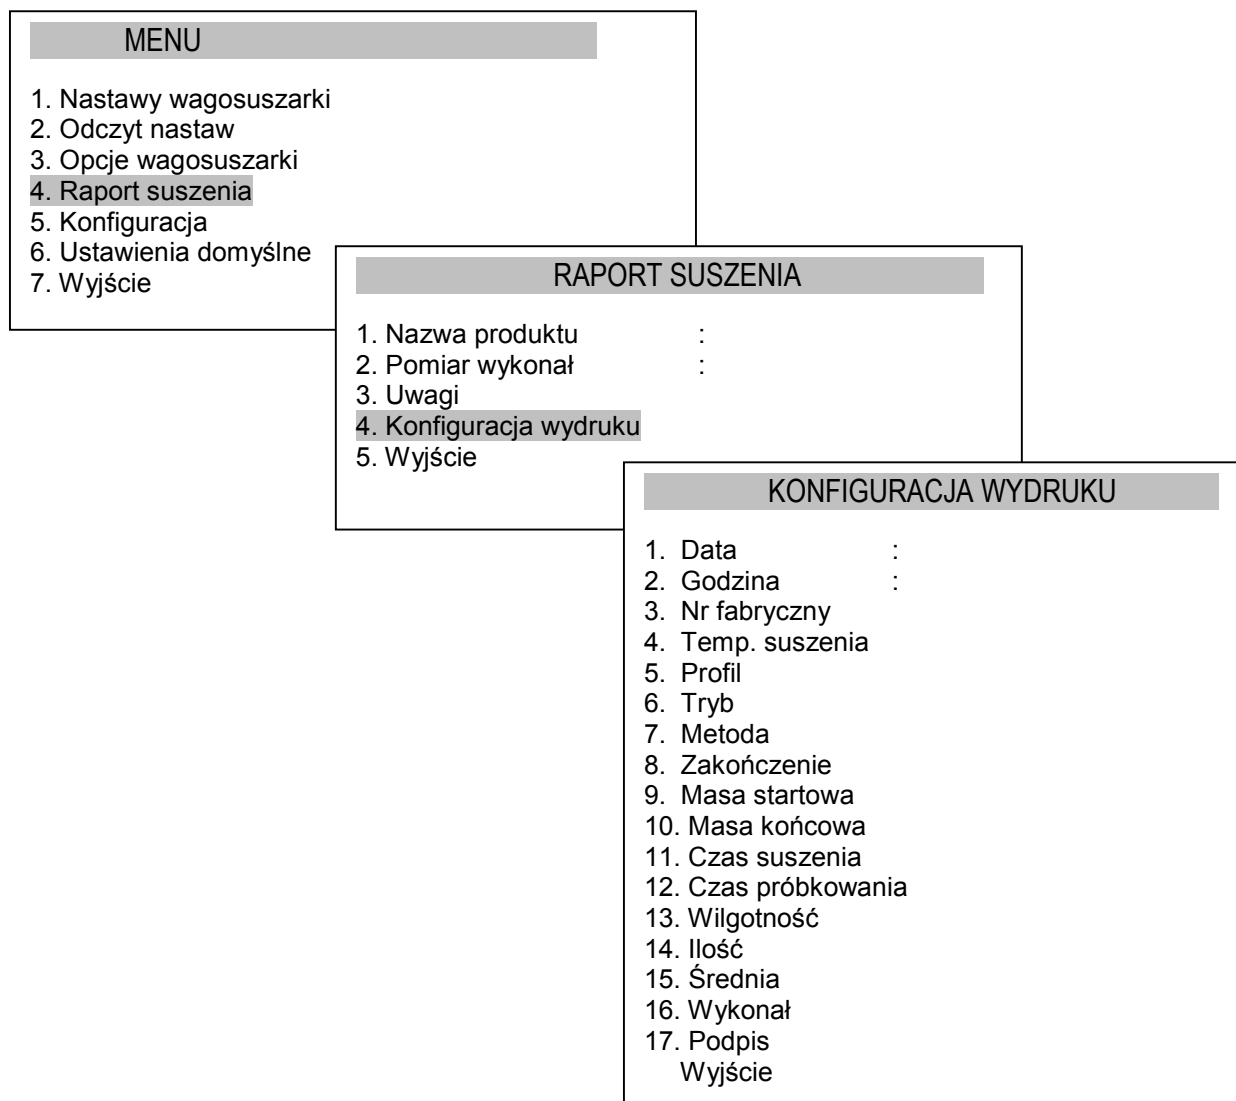 MENU
1. Nastawy wagosuszarki
2. Odczyt nastaw
3. Opcje wagosuszarki
4. Raport suszenia
5. Konfiguracja
6. Ustawienia domyślne
7. Wyjście
RAPORT SUSZENIA
1. Nazwa produktu :
2. Pomiar wykonał :
3. Uwagi
4. Konfiguracja wydruku
5. Wyjście
KONFIGURACJA WYDRUKU
1. Data :
2. Godzina :
3. Nr fabryczny
4. Temp. suszenia
5. Profil
6. Tryb
7. Metoda
8. Zakończenie
9. Masa startowa
10. Masa końcowa
11. Czas suszenia
12. Czas próbkowania
13. Wilgotność
14. Ilość
15. Średnia
16. Wykonał
17. Podpis
Wyjście